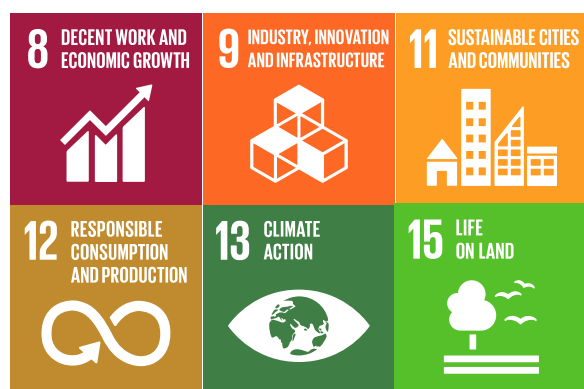 8 DECENT WORK AND
ECONOMIC GROWTH
9 INDUSTRY, INNOVATION
AND INFRASTRUCTURE
11 SUSTAINABLE CITIES
AND COMMUNITIES
12 RESPONSIBLE
CONSUMPTION
AND PRODUCTION
13 CLIMATE
ACTION
15 LIFE
ON LAND